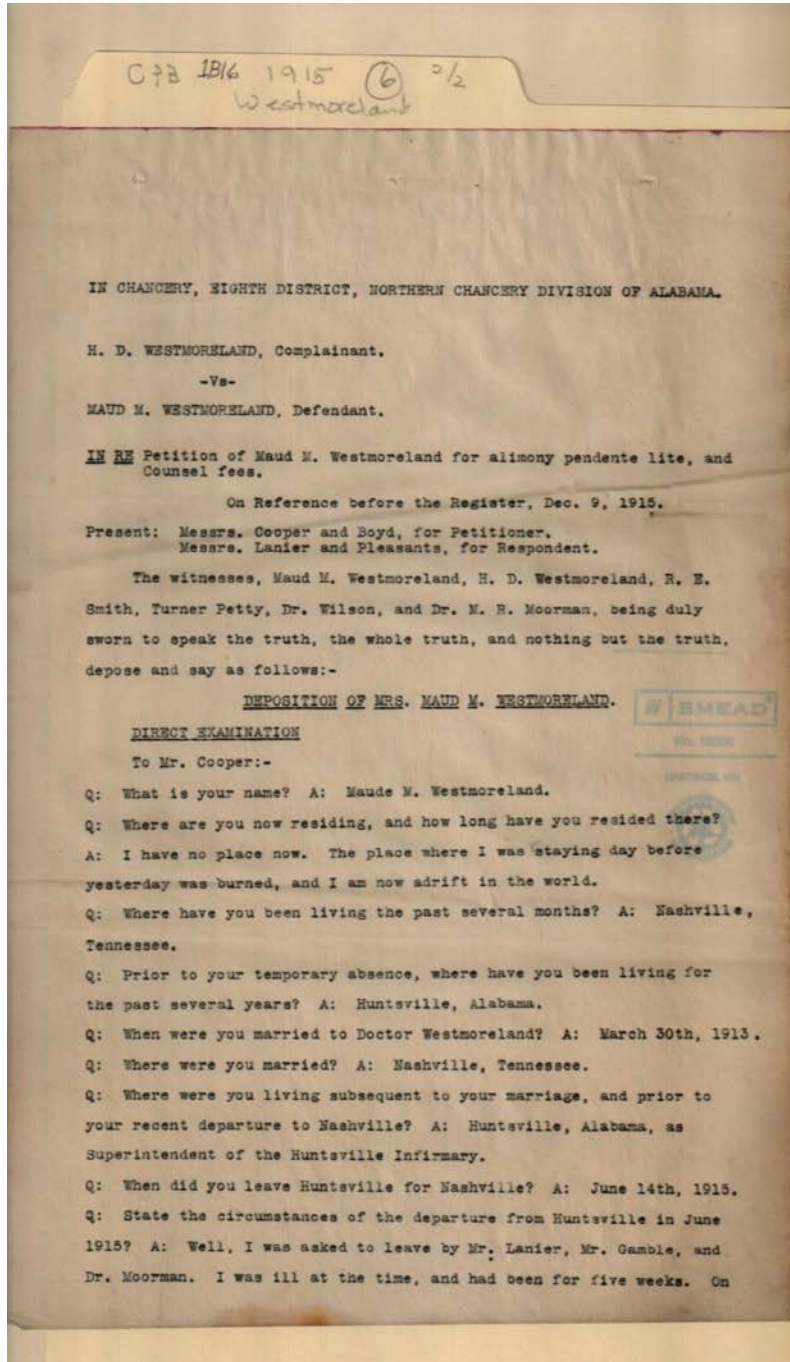 C73 1B16 1915 6 2/2
Westmoreland
IN CHANCERY, EIGHTH DISTRICT, NORTHERN CHANCERY DIVISION OF ALABAMA.
H. D. WESTMORELAND, Complainant.
-Vs-
MAUD M. WESTMORELAND, Defendant.
IN RE Petition of Maud M. Westmoreland for alimony pendente lite, and
Counsel fees.
On Reference before the Register, Dec. 9, 1915.
Present: Messrs. Cooper and Boyd, for Petitioner.
Messrs. Lanier and Pleasants, for Respondent.
The witnesses, Maud M. Westmoreland, H. D. Westmoreland, R. E.
Smith, Turner Petty, Dr. Wilson, and Dr. M. R. Moorman, being duly
sworn to speak the truth, the whole truth, and nothing but the truth,
depose and say as follows:-
DEPOSITION OF MRS. MAUD M. WESTMORELAND.
SMEAD
DIRECT EXAMINATION
To Mr. Cooper:-
Q: What is your name? A: Maude M. Westmoreland.
Q: Where are you now residing, and how long have you resided there?
A: I have no place now. The place where I was staying day before
yesterday was burned, and I am now adrift in the world.
Q: Where have you been living the past several months? A: Nashville,
Tennessee.
Q: Prior to your temporary absence, where have you been living for
the past several years? A: Huntsville, Alabama.
Q: When were you married to Doctor Westmoreland? A: March 30th, 1913.
Q: Where were you married? A: Nashville, Tennessee.
Q: Where were you living subsequent to your marriage, and prior to
your recent departure to Nashville? A: Huntsville, Alabama, as
Superintendent of the Huntsville Infirmary.
Q: When did you leave Huntsville for Nashville? A: June 14th, 1915.
Q: State the circumstances of the departure from Huntsville in June
1915? A: Well, I was asked to leave by Mr. Lanier, Mr. Gamble, and
Dr. Moorman. I was ill at the time, and had been for five weeks. On